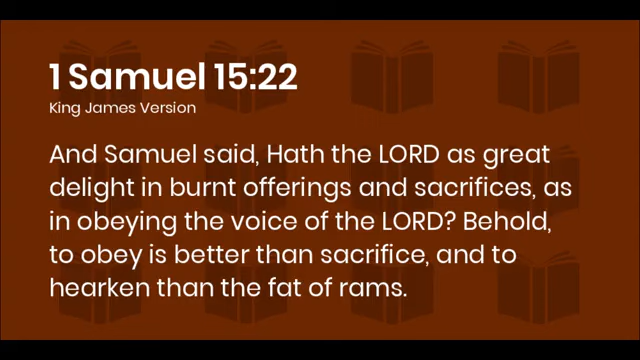 1 Samuel 15:22
King James Version
And Samuel said, Hath the LORD as great
delight in burnt offerings and sacrifices, as
in obeying the voice of the LORD? Behold,
to obey is better than sacrifice, and to
hearken than the fat of rams.